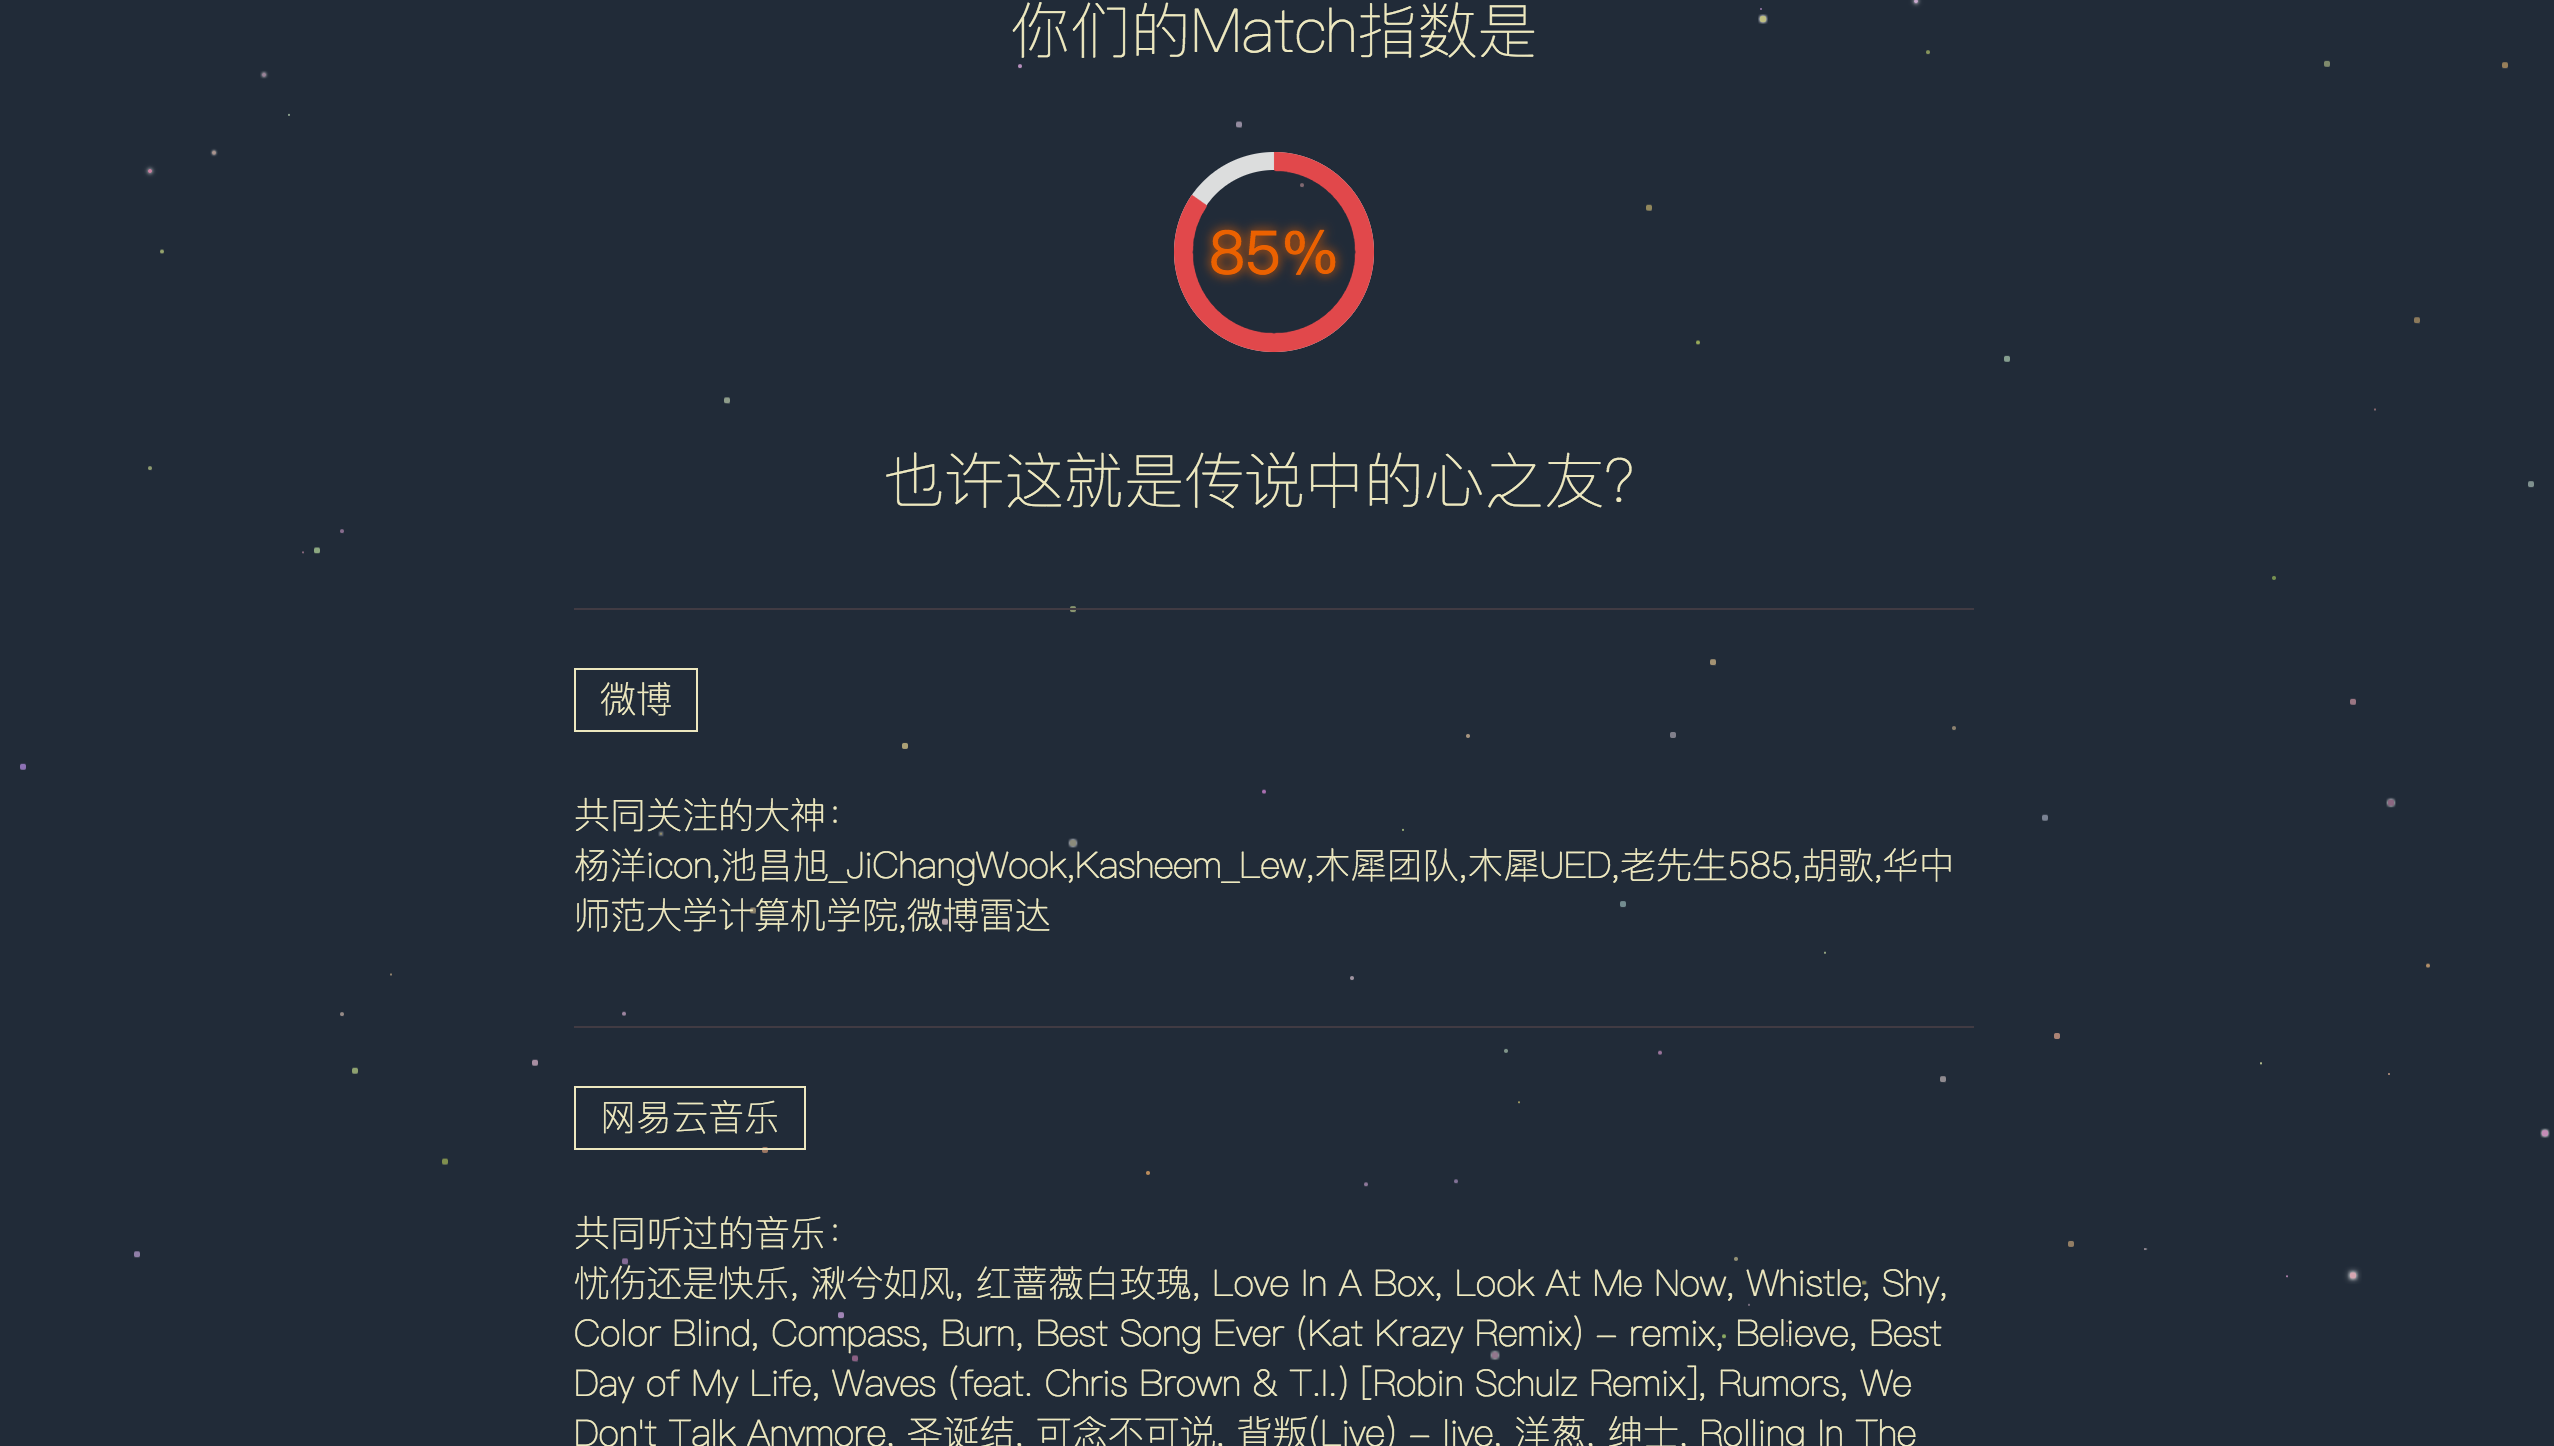 你们的Match指数是
85%
也许这就是传说中的心之友?
微博
共同关注的大神:
杨洋icon,池昌旭_JiChangWook,Kasheem_Lew,木犀团队,木犀UED,老先生585,胡歌,华中
师范大学计算机学院,微博雷达
网易云音乐
共同听过的音乐:
忧伤还是快乐, 湫兮如风, 红蔷薇白玫瑰, Love In A Box, Look At Me Now, Whistle, Shy,
Color Blind, Compass, Burn, Best Song Ever (Kat Krazy Remix) – remix, Believe, Best
Day of My Life, Waves (feat. Chris Brown & T.I.) [Robin Schulz Remix], Rumors, We
Don't Talk Anymore, 圣诞结, 可念不可说, 背叛(Live) – live, 洋葱, 绅士, Rolling In The